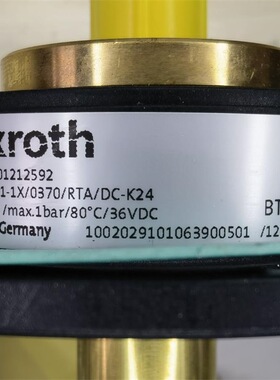 xroth
01212592
1-1X/0370/RTA/DC-K24
/max.1bar/80°C/36VDC
BT
Germany 1002029101063900501 /12